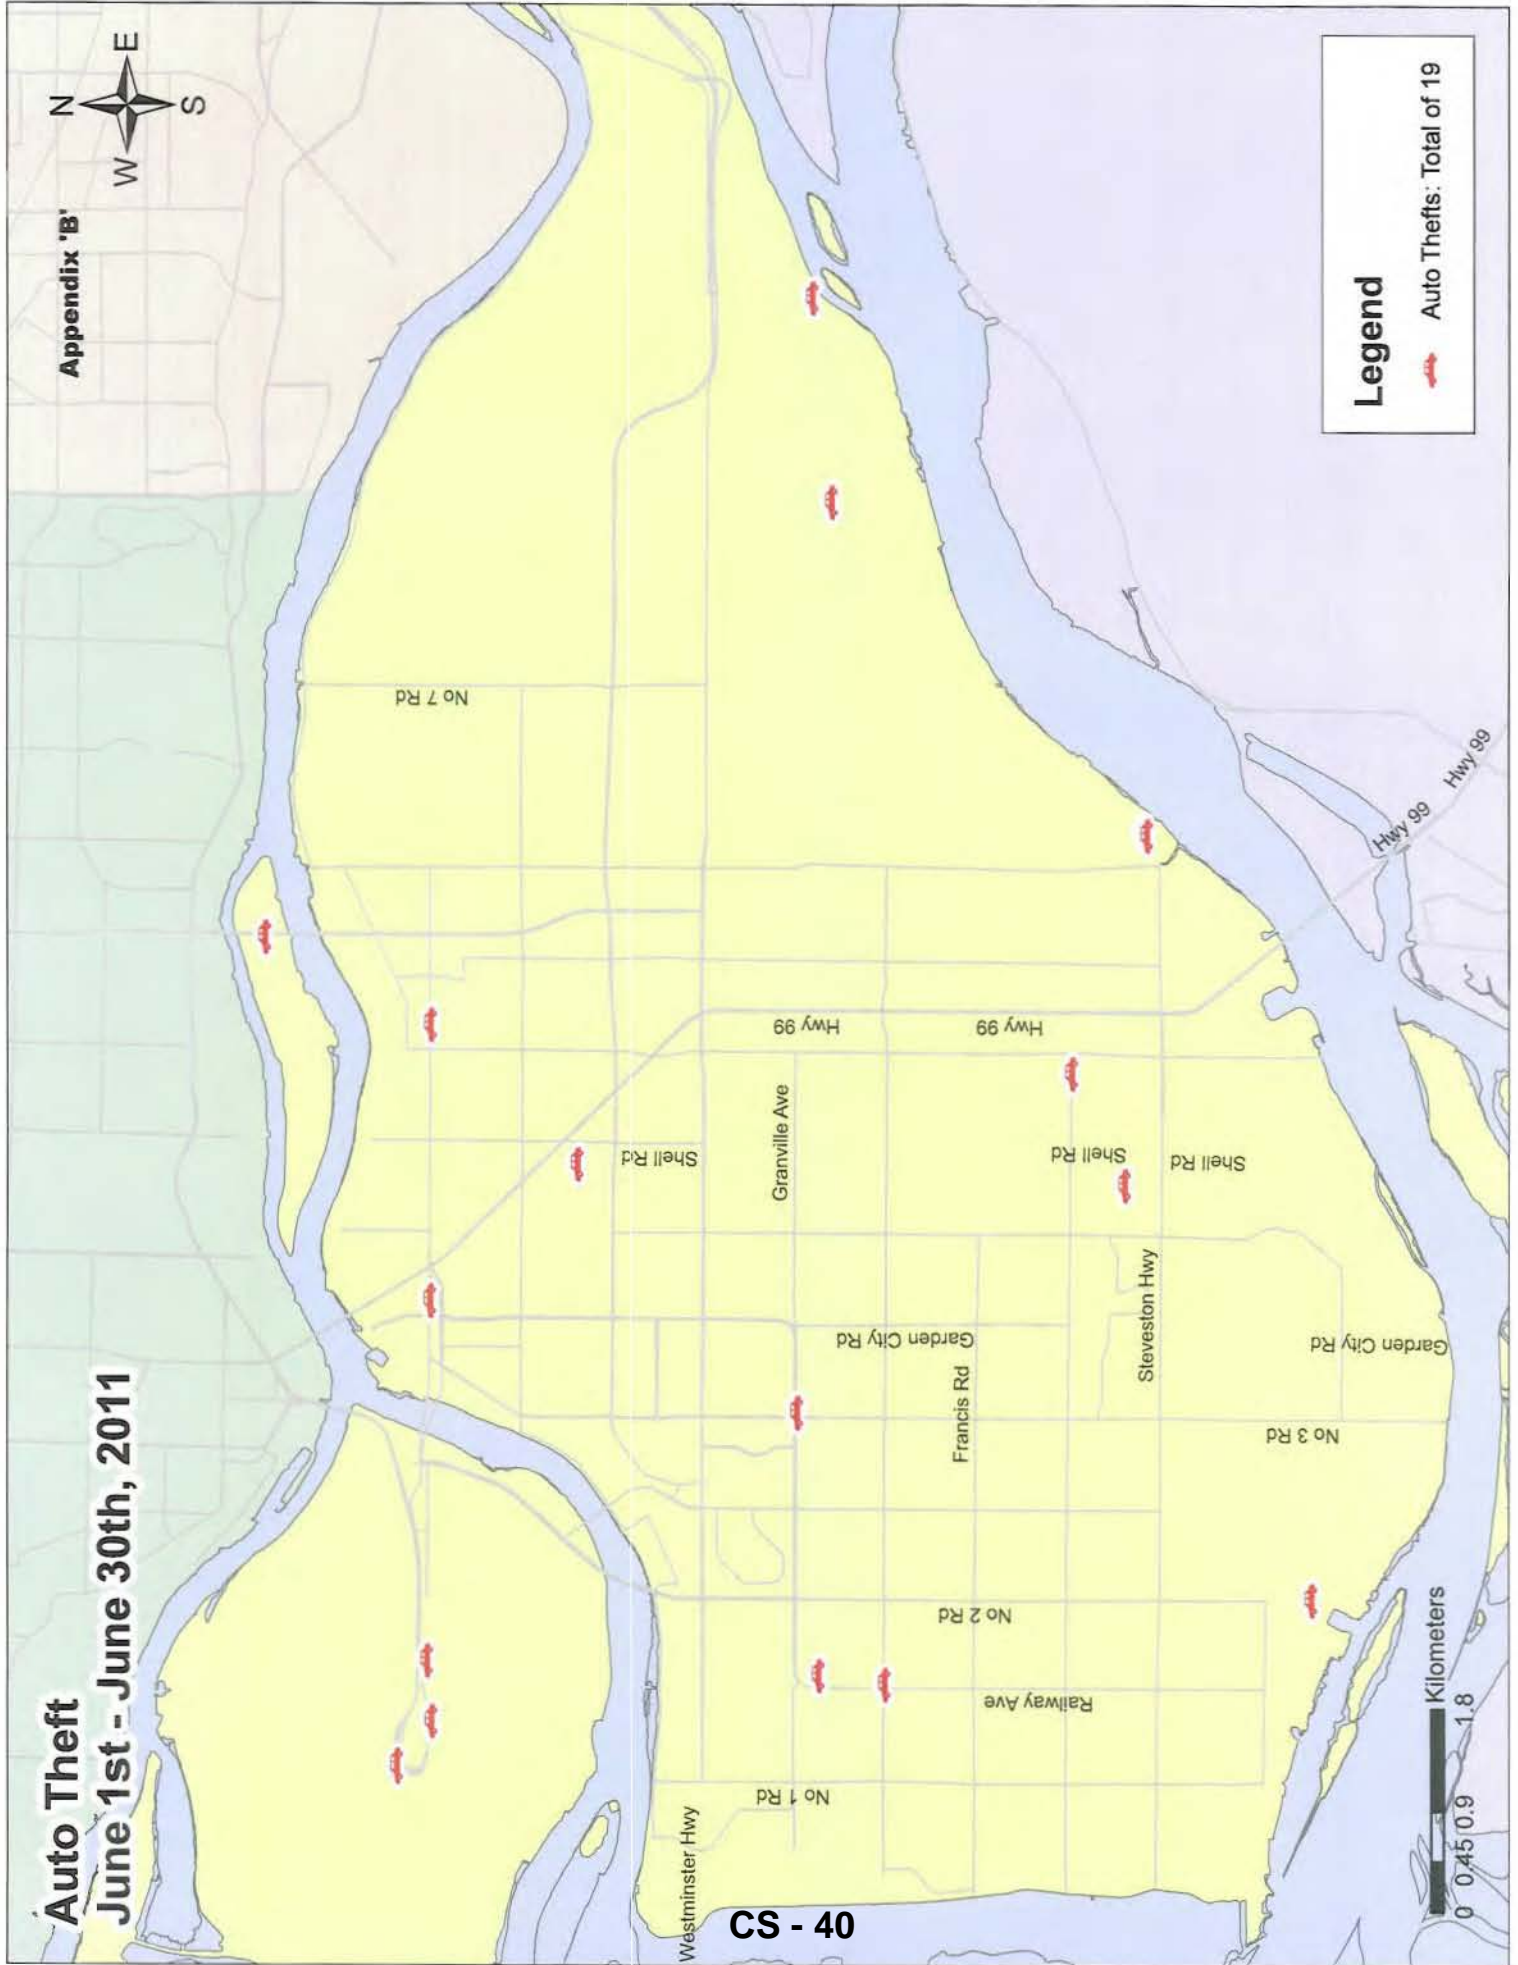 Auto Theft
June 1st - June 30th, 2011
Appendix 'B'
N
W
E
S
No 7 Rd
Hwy 99
Hwy 99
Hwy 99
Hwy 99
Shell Rd
Granville Ave
Shell Rd
Shell Rd
Garden City Rd
Francis Rd
Steveston Hwy
Garden City Rd
No 3 Rd
No 2 Rd
Railway Ave
No 1 Rd
Westminster Hwy
Legend
Auto Thefts: Total of 19
Kilometers
0 0.45 0.9 1.8
CS - 40